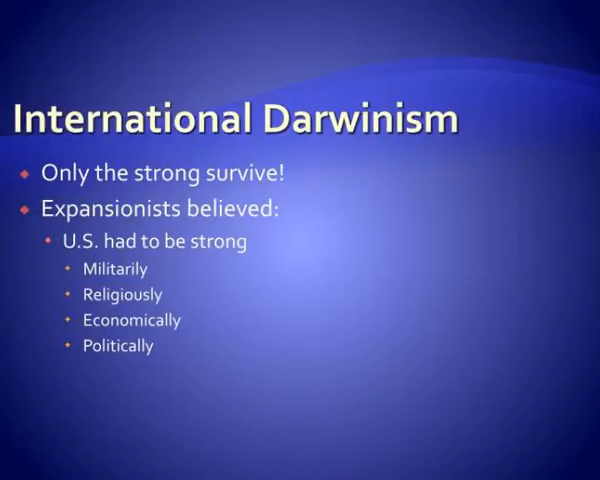 International Darwinism
Only the strong survive!
Expansionists believed:
U.S. had to be strong
Militarily
Religiously
Economically
Politically